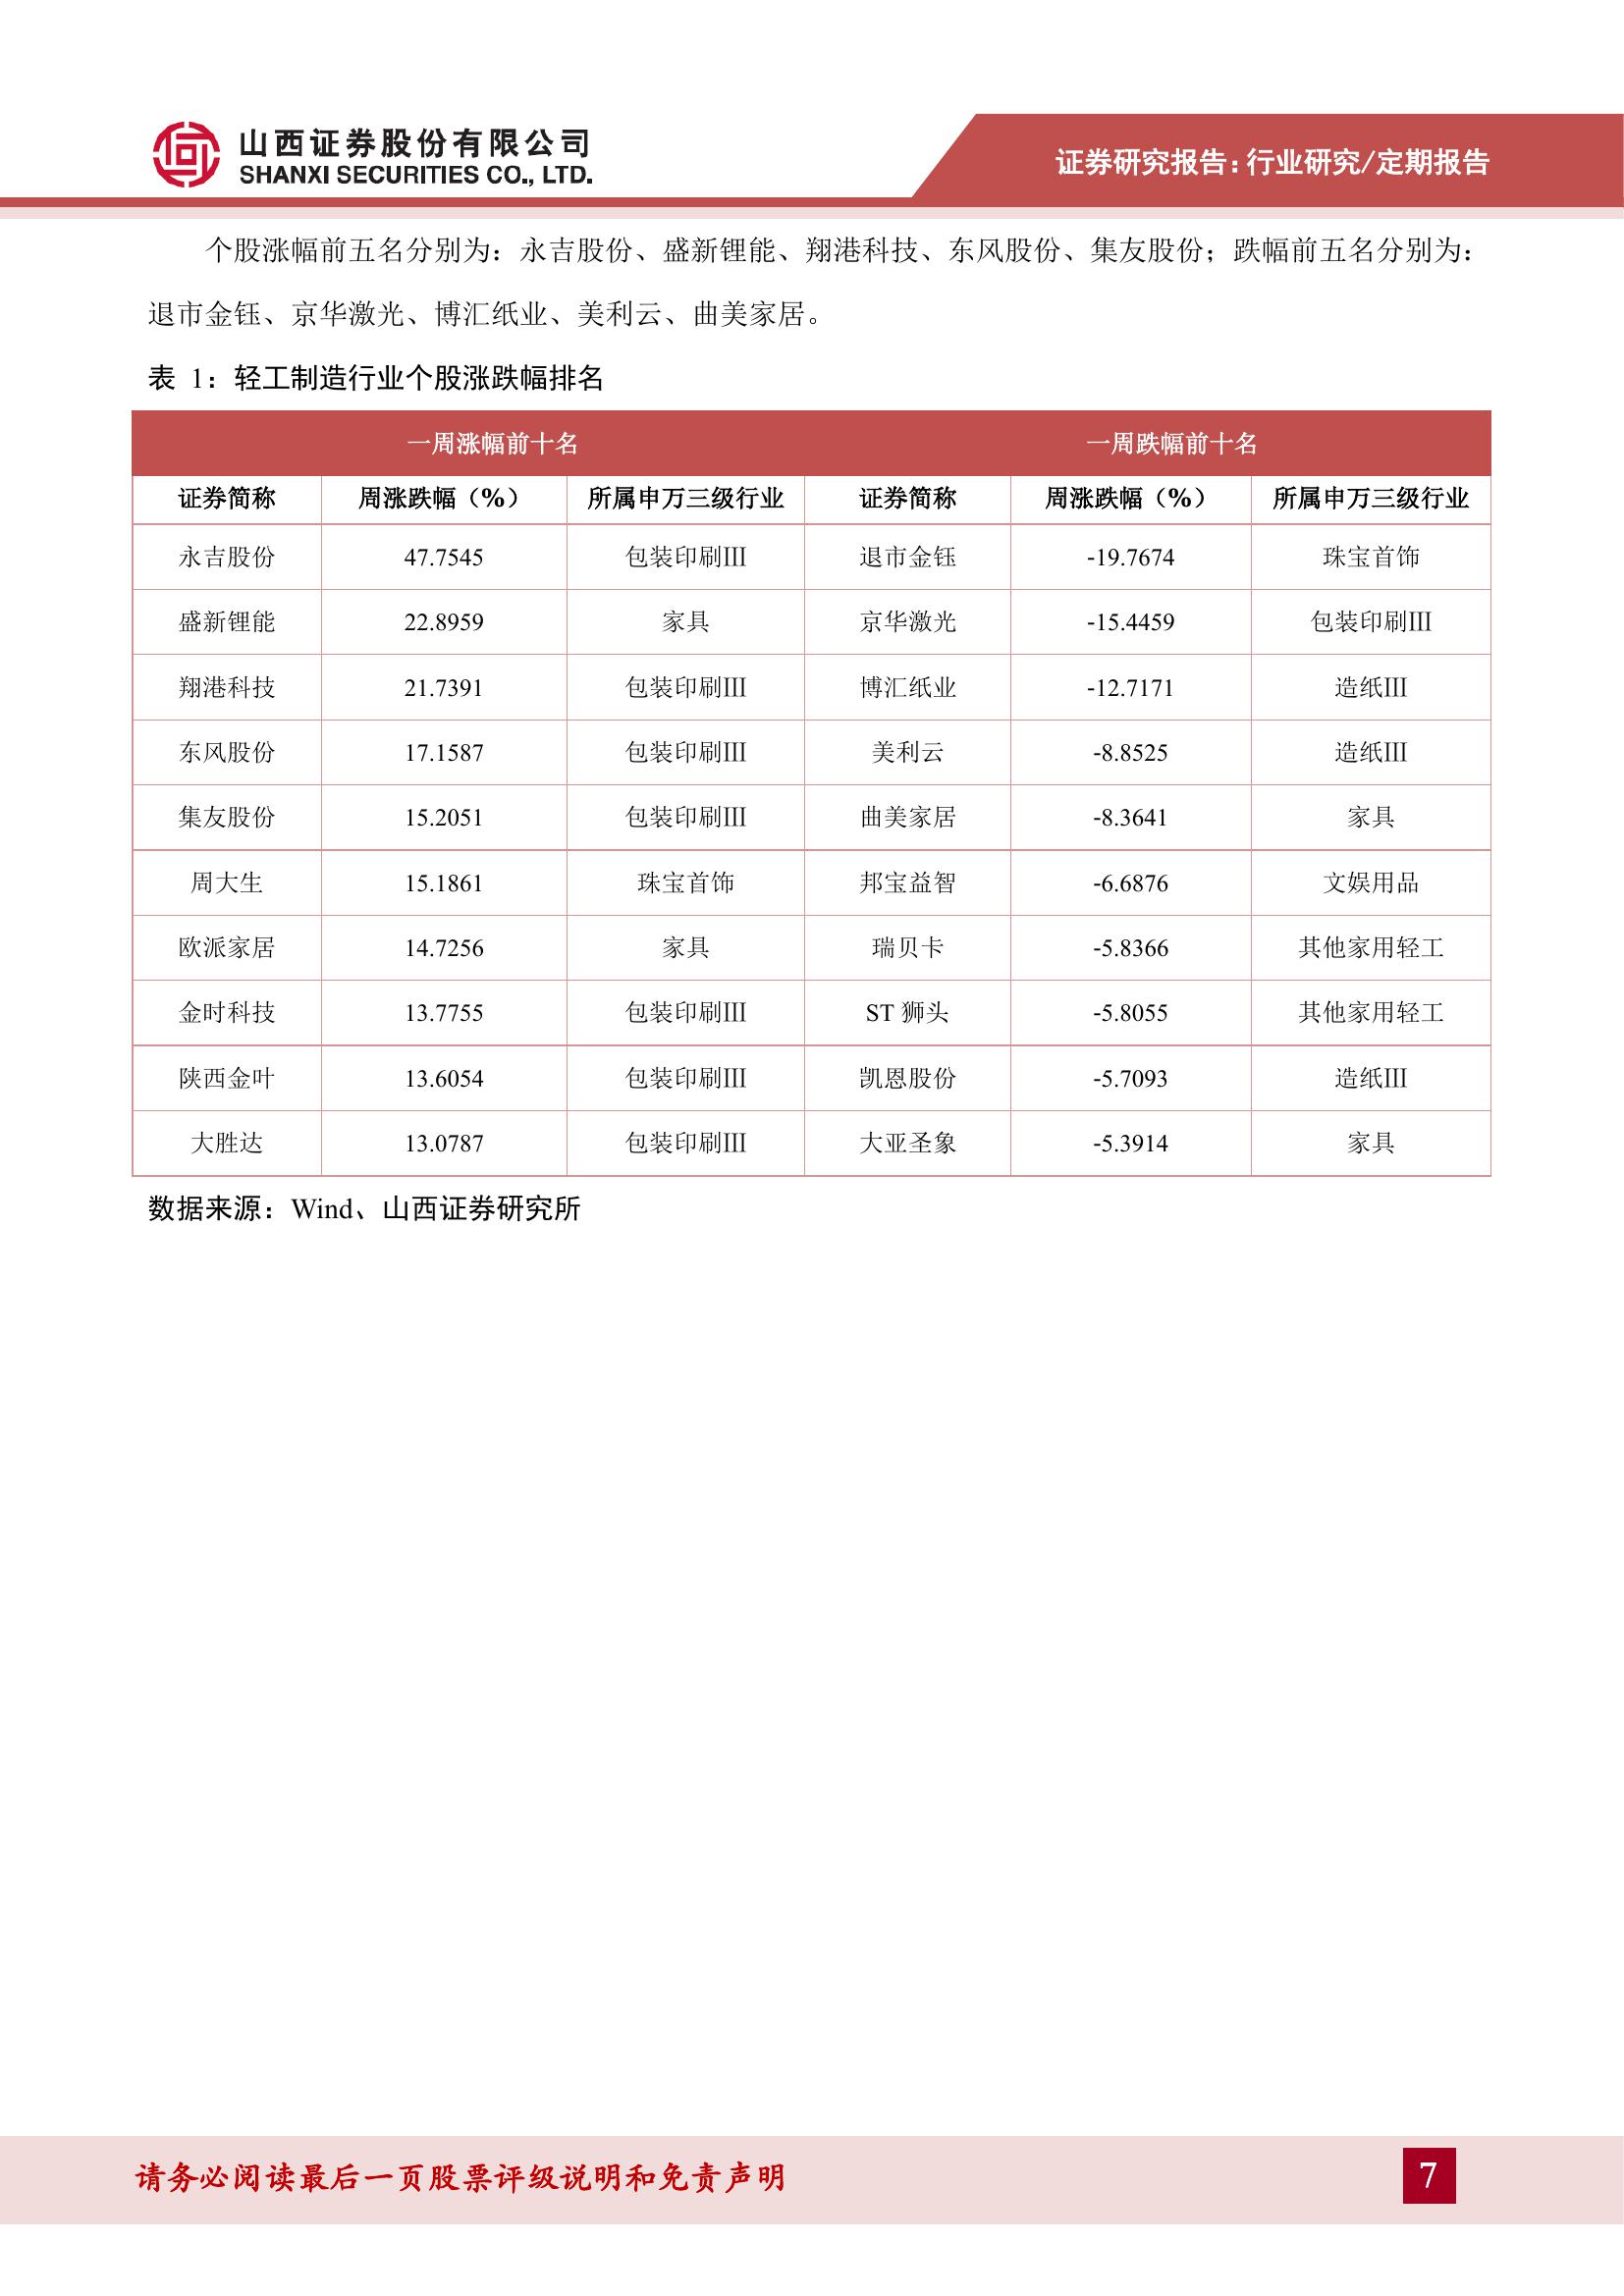 山西证券股份有限公司
SHANXI SECURITIES CO., LTD.
证券研究报告：行业研究/定期报告
个股涨幅前五名分别为：永吉股份、盛新锂能、翔港科技、东风股份、集友股份；跌幅前五名分别为：
退市金钰、京华激光、博汇纸业、美利云、曲美家居。
表 1：轻工制造行业个股涨跌幅排名
一周涨幅前十名 一周跌幅前十名
证券简称 周涨跌幅（%） 所属申万三级行业 证券简称 周涨跌幅（%） 所属申万三级行业
永吉股份 47.7545 包装印刷Ⅲ 退市金钰 -19.7674 珠宝首饰
盛新锂能 22.8959 家具 京华激光 -15.4459 包装印刷Ⅲ
翔港科技 21.7391 包装印刷Ⅲ 博汇纸业 -12.7171 造纸Ⅲ
东风股份 17.1587 包装印刷Ⅲ 美利云 -8.8525 造纸Ⅲ
集友股份 15.2051 包装印刷Ⅲ 曲美家居 -8.3641 家具
周大生 15.1861 珠宝首饰 邦宝益智 -6.6876 文娱用品
欧派家居 14.7256 家具 瑞贝卡 -5.8366 其他家用轻工
金时科技 13.7755 包装印刷Ⅲ ST 狮头 -5.8055 其他家用轻工
陕西金叶 13.6054 包装印刷Ⅲ 凯恩股份 -5.7093 造纸Ⅲ
大胜达 13.0787 包装印刷Ⅲ 大亚圣象 -5.3914 家具
数据来源：Wind、山西证券研究所
请务必阅读最后一页股票评级说明和免责声明 7